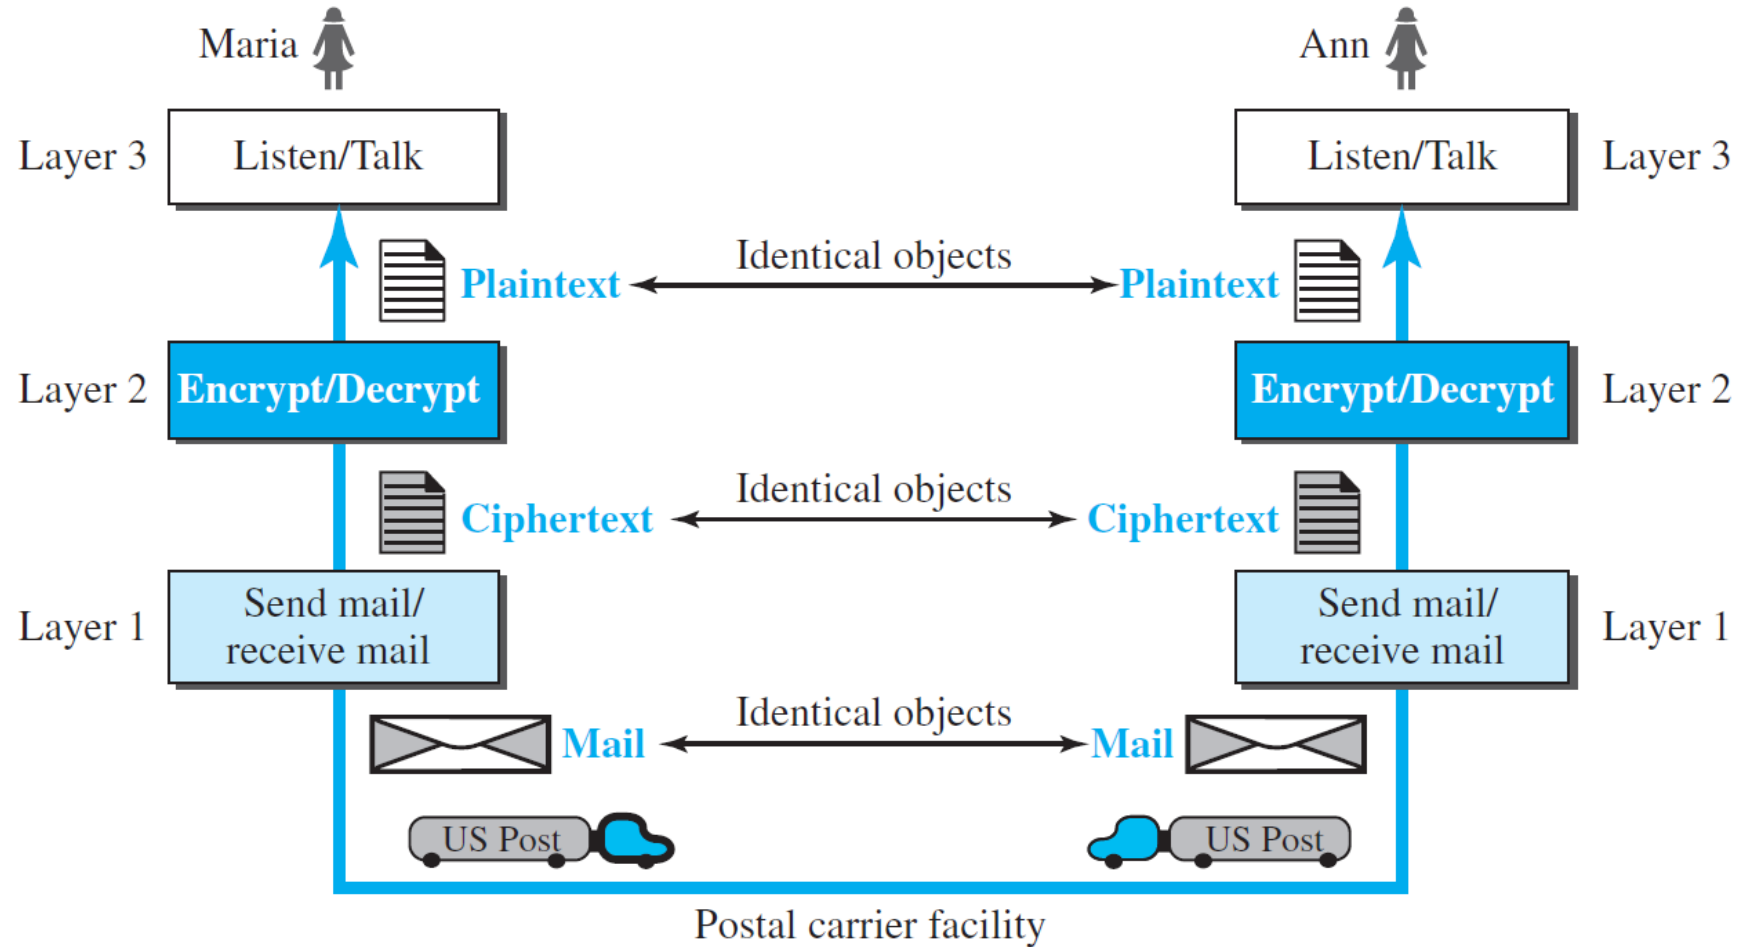 Maria
Ann
Layer 3
Listen/Talk
Listen/Talk
Layer 3
Identical objects
Plaintext
Plaintext
Layer 2
Encrypt/Decrypt
Encrypt/Decrypt
Layer 2
Identical objects
Ciphertext
Ciphertext
Layer 1
Send mail/
receive mail
Send mail/
receive mail
Layer 1
Identical objects
Mail
Mail
US Post
US Post
Postal carrier facility